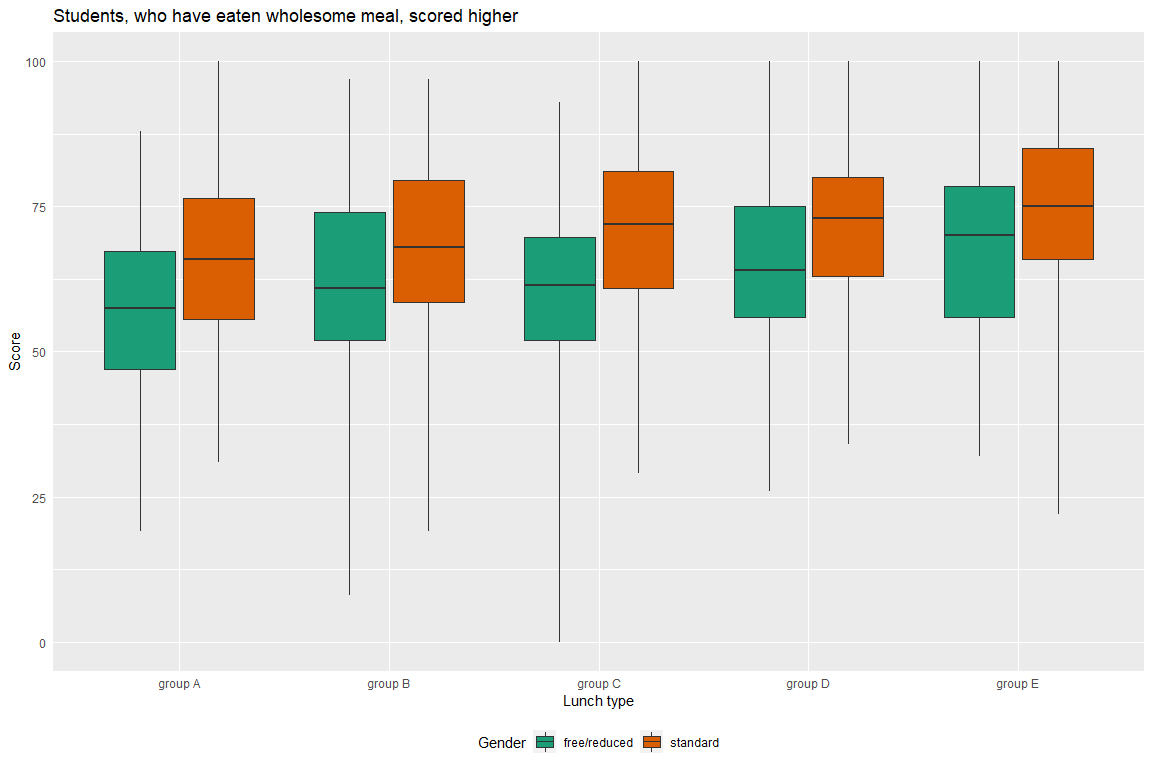 Students, who have eaten wholesome meal, scored higher
100
75
50
25
0
Score
group A group B group C group D group E
Lunch type
Gender free/reduced standard